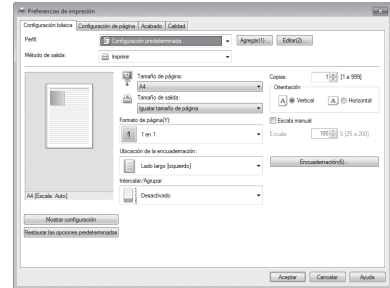 Preferencias de impresión
Configuración básica Configuración de página Acabado Calidad
Perfil: Configuración predeterminada Agregar(1)... Editar(2)...
Método de salida: Imprimir
Tamaño de página: Copias: 1 [1 a 999]
A4 Orientación
Tamaño de salida: A Vertical A Horizontal
Igualar tamaño de página
Formato de página(Y): Escala manual
1 1 en 1 Escala: 100 % [25 a 200]
Ubicación de la encuadernación:
Lado largo [izquierdo] Encuadernación(6)...
Intercalar/Agrupar:
A4 [Escala: Auto] Desactivado
Mostrar configuración
Restaurar las opciones predeterminadas
Aceptar Cancelar Ayuda